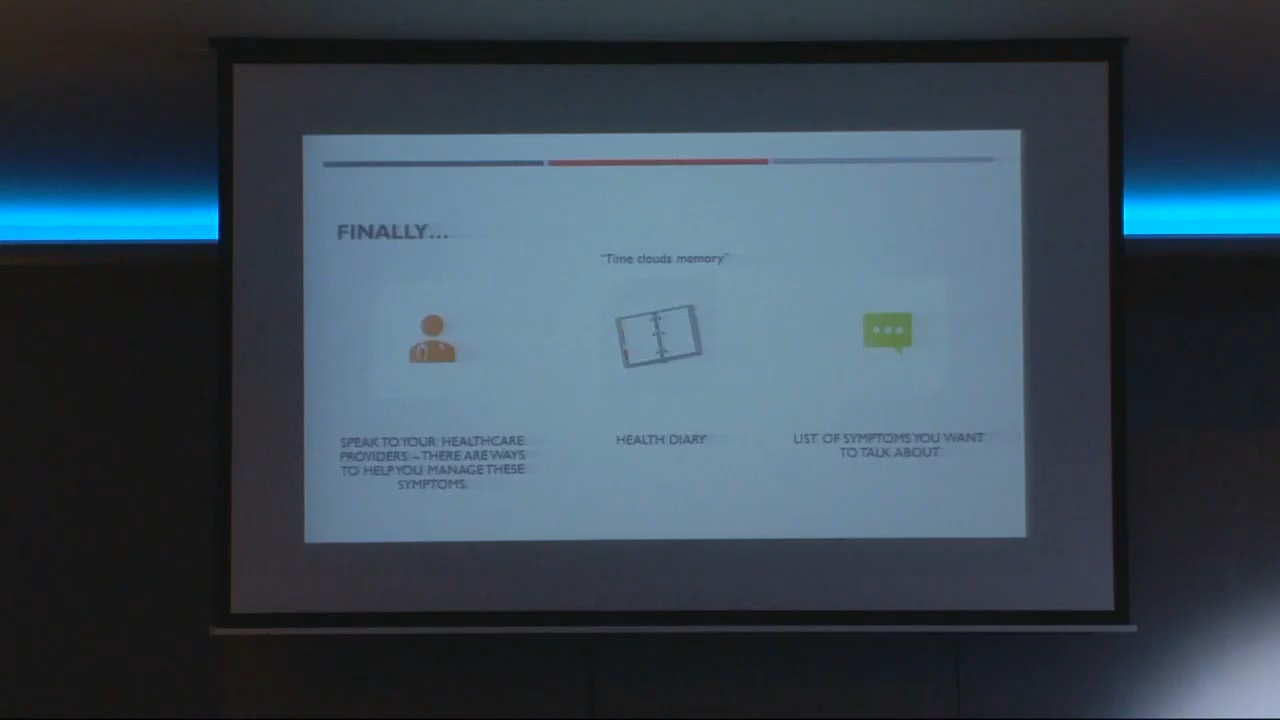 FINALLY...
"Time clouds memory"
SPEAK TO YOUR HEALTHCARE
PROVIDERS – THERE ARE WAYS
TO HELP YOU MANAGE THESE
SYMPTOMS.
HEALTH DIARY
LIST OF SYMPTOMS YOU WANT
TO TALK ABOUT